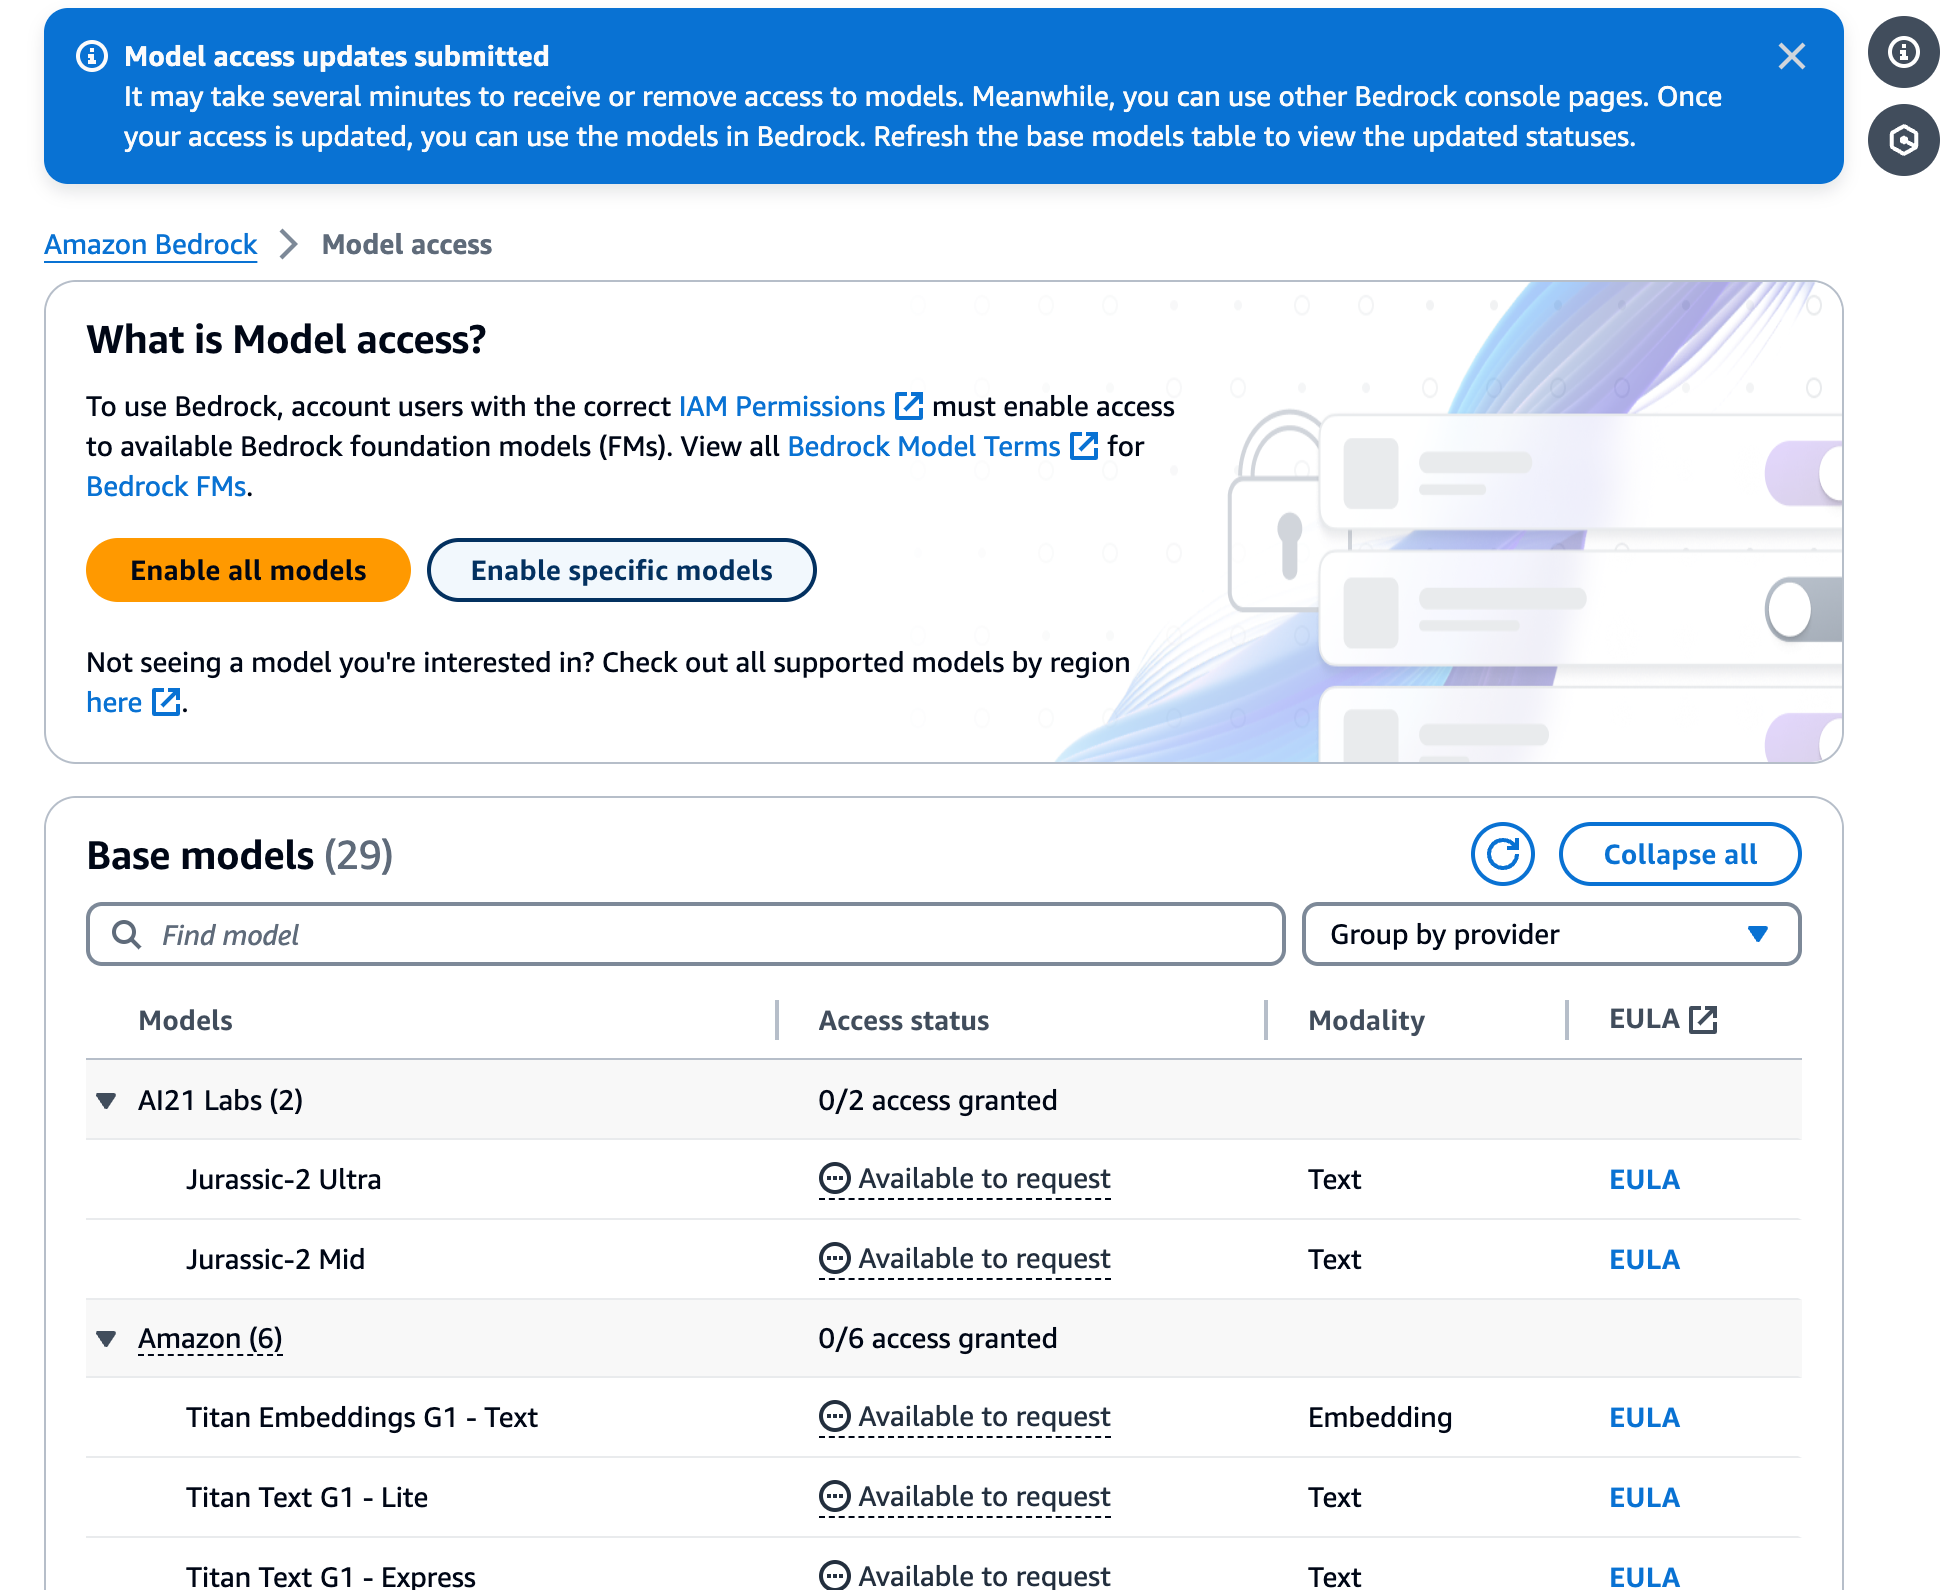 Model access updates submitted
It may take several minutes to receive or remove access to models. Meanwhile, you can use other Bedrock console pages. Once
your access is updated, you can use the models in Bedrock. Refresh the base models table to view the updated statuses.
Amazon Bedrock > Model access
What is Model access?
To use Bedrock, account users with the correct IAM Permissions must enable access
to available Bedrock foundation models (FMs). View all Bedrock Model Terms for
Bedrock FMs.
Enable all models Enable specific models
Not seeing a model you're interested in? Check out all supported models by region
here .
Base models (29) Collapse all
Find model Group by provider
Models Access status Modality EULA
AI21 Labs (2) 0/2 access granted
Jurassic-2 Ultra Available to request Text EULA
Jurassic-2 Mid Available to request Text EULA
Amazon (6) 0/6 access granted
Titan Embeddings G1 - Text Available to request Embedding EULA
Titan Text G1 - Lite Available to request Text EULA
Titan Text G1 - Express Available to request Text EULA